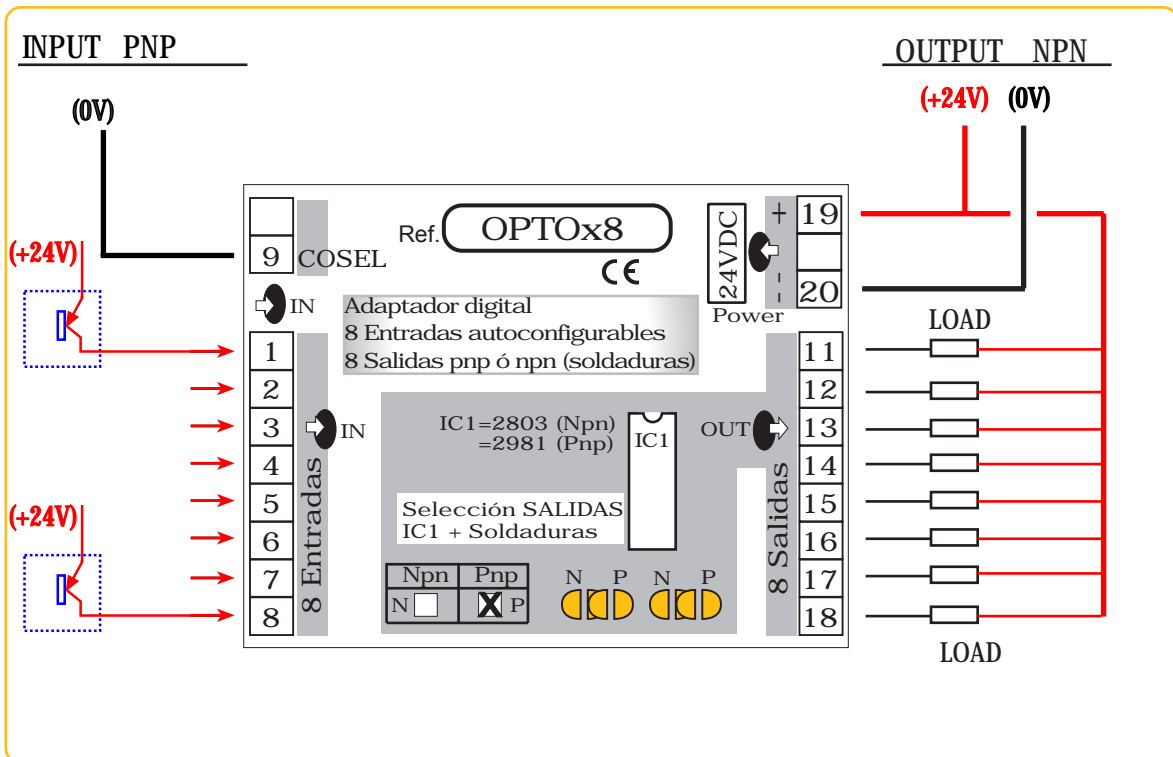 INPUT PNP
OUTPUT NPN
(0V)
(+24V) (0V)
Ref. OPTOx8
CE
24VDC
+ 19
- 20
Power
9 COSEL
(+24V)
IN
Adaptador digital
8 Entradas autoconfigurables
8 Salidas pnp ó npn (soldaduras)
LOAD
1
2
3
4
5
6
7
8
IN
8 Entradas
IC1=2803 (Npn)
=2981 (Pnp)
IC1
OUT
Selección SALIDAS
IC1 + Soldaduras
Npn Pnp
N X P
N P N P
8 Salidas
11
12
13
14
15
16
17
18
(+24V)
LOAD